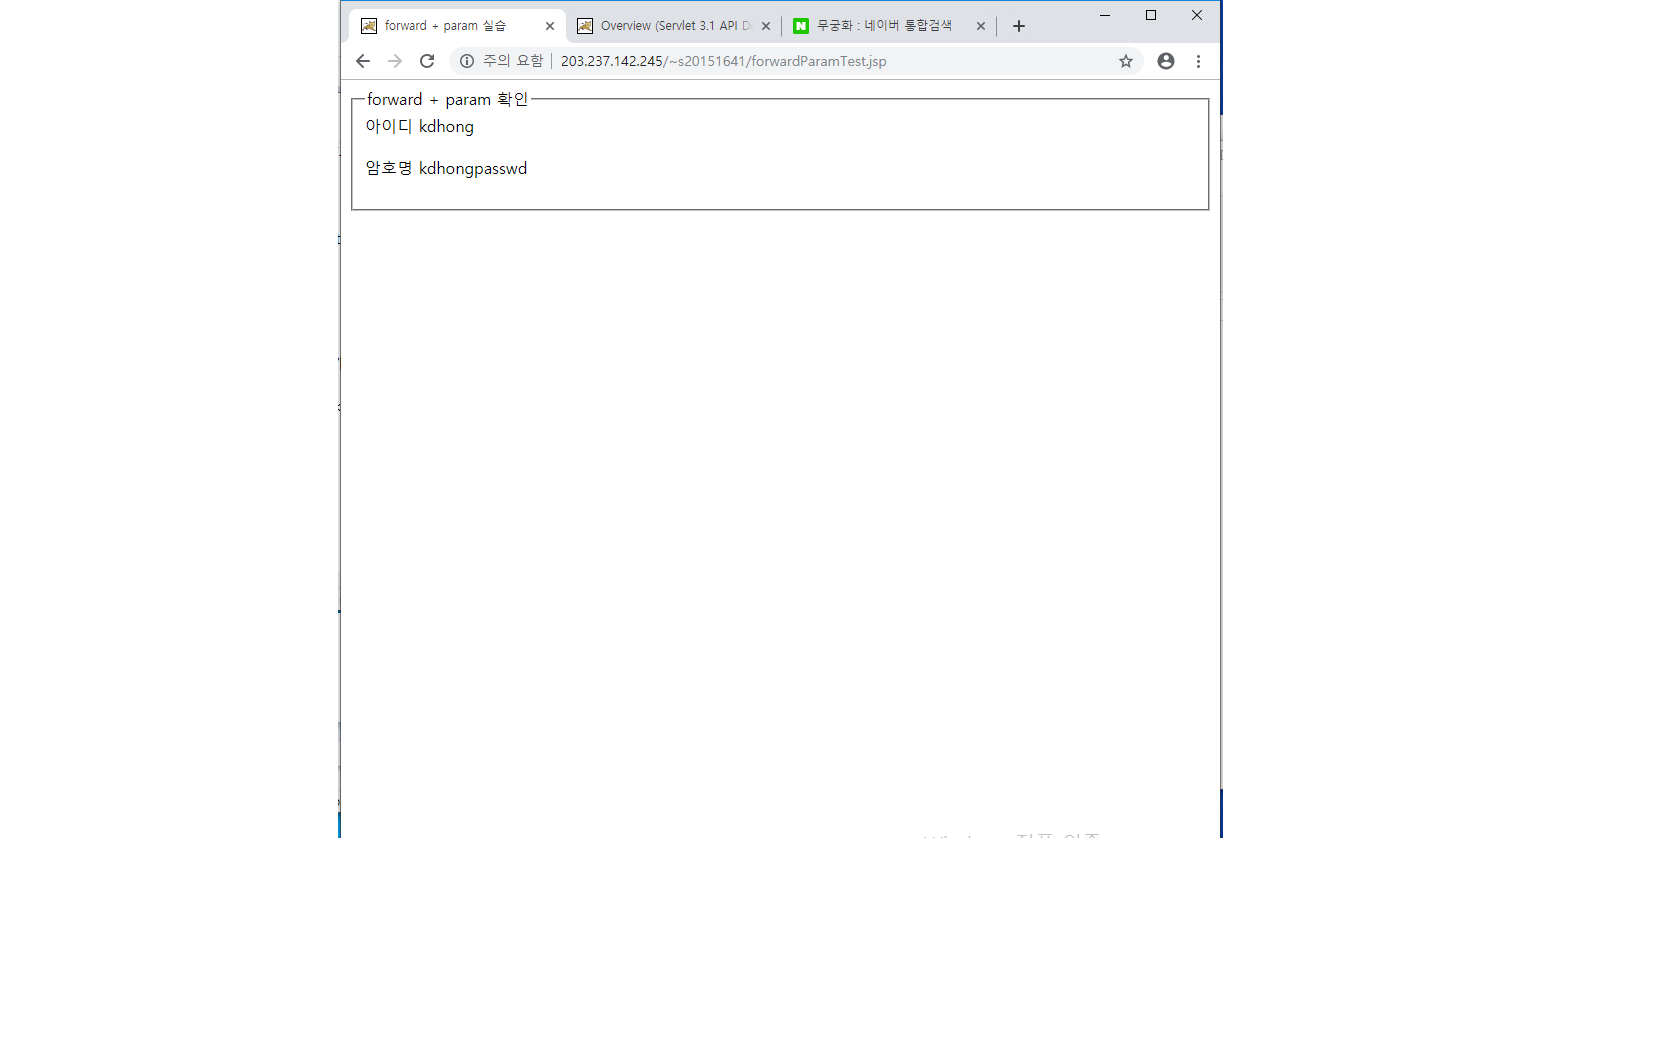 forward + param 실습
Overview (Servlet 3.1 API D
무궁화 : 네이버 통합검색
주의 요함 | 203.237.142.245/~s20151641/forwardParamTest.jsp
forward + param 확인
아이디 kdhong
암호명 kdhongpasswd